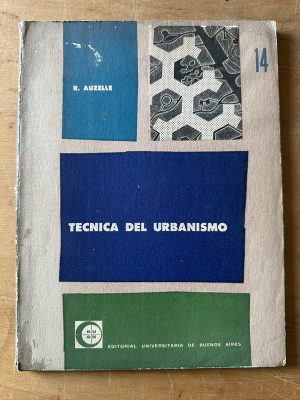 R. AUZELLE
14
TECNICA DEL URBANISMO
EDITORIAL UNIVERSITARIA DE BUENOS AIRES